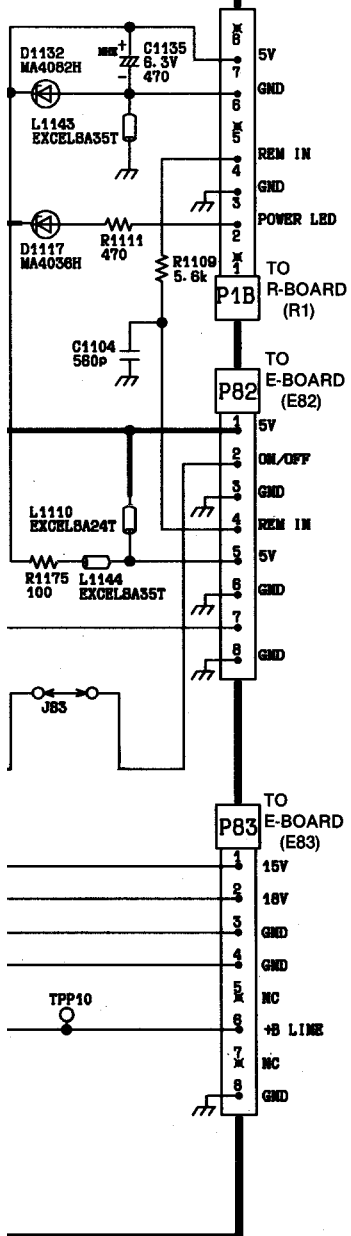 8
C1135
6.3V
470
NHE
+
-
5V
7
D1132
MA4082H
GND
6
L1143
EXCEL8A35T
5
REM IN
4
GND
3
POWER LED
2
D1117
MA4036H
R1111
470
R1109
5.6k
1
TO
R-BOARD
(R1)
P1B
C1104
560p
TO
E-BOARD
(E82)
P82
1
5V
2
ON/OFF
3
GND
4
REM IN
L1110
EXCEL8A24T
5
5V
R1175
100
L1144
EXCEL8A35T
6
GND
7
8
GND
J83
TO
E-BOARD
(E83)
P83
1
15V
2
18V
3
GND
4
GND
5
NC
TPP10
6
+B LINE
7
NC
8
GND